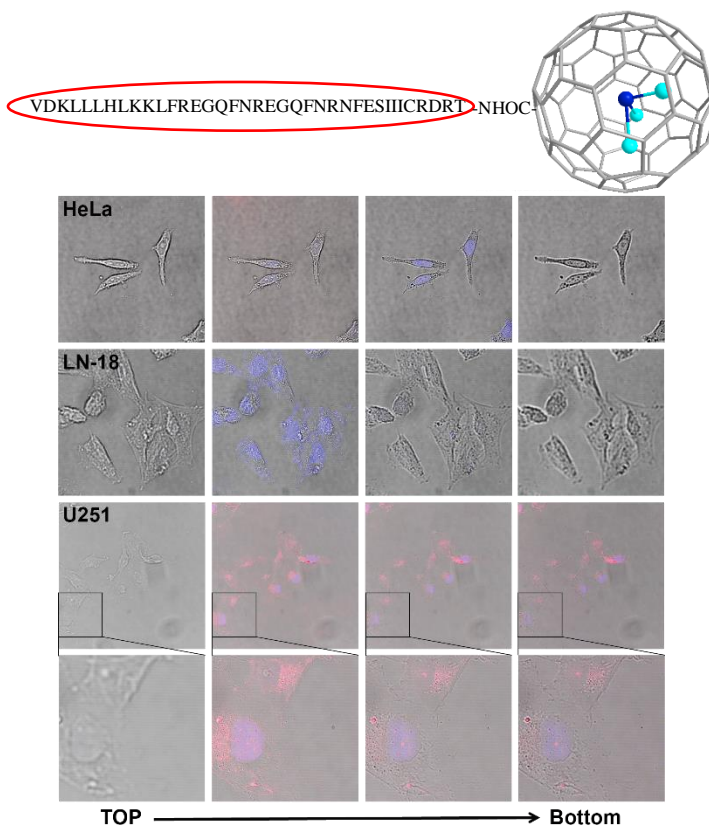 VDKLLLHLKKLFREGQFNREGQFNRNFESIIICRDRT-NHOC-
HeLa
LN-18
U251
TOP Bottom